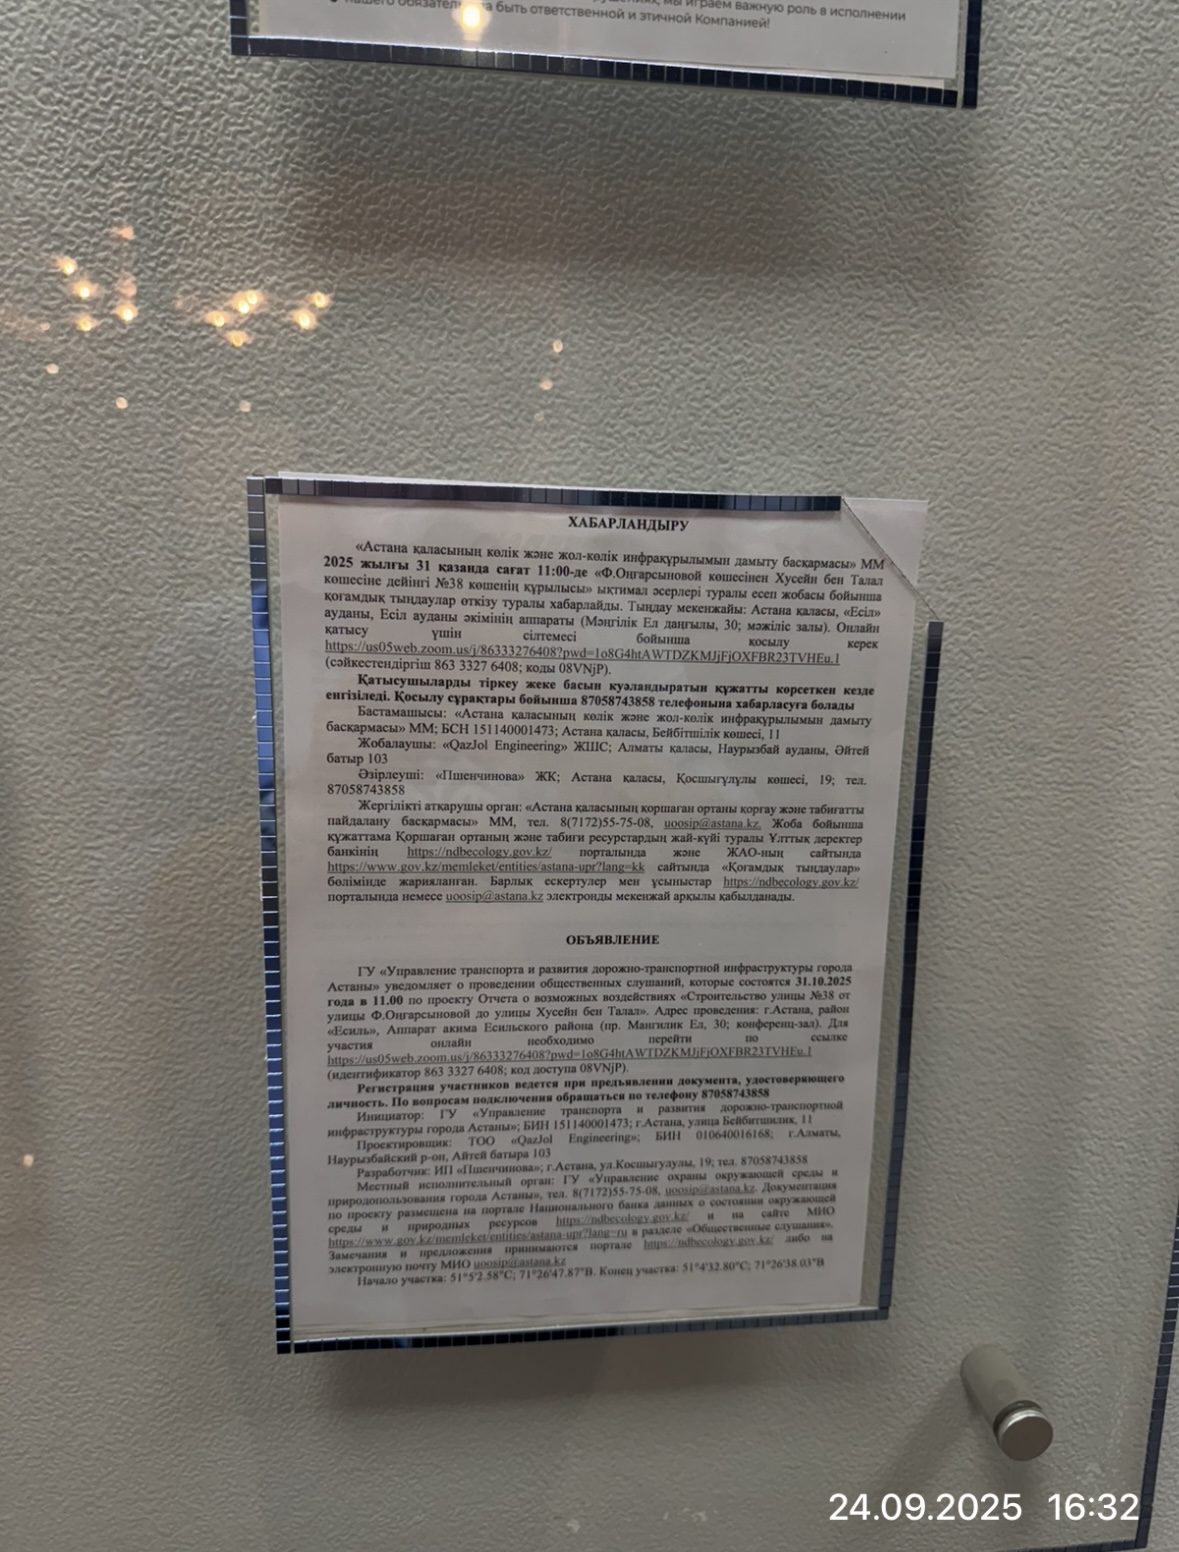 мы играем важную роль в исполнении
нашего быть ответственной и этичной Компанией!
ХАБАРЛАНДЫРУ
«Астана қаласының көлік және жол-көлік инфрақұрылымын дамыту басқармасы» ММ
2025 жылғы 31 қазанда сағат 11:00-де «Ф.Оңгарсыновой көшесінен Хусейн бен Талал
көшесіне дейінгі №38 көшенің құрылысы» ықтимал әсерлері туралы есеп жобасы бойынша
қоғамдық тыңдаулар өткізу туралы хабарлайды. Тыңдау мекенжайы: Астана қаласы, «Есіл»
ауданы, Есіл ауданы әкімінің аппараты (Мәңгілік Ел даңғылы, 30; мәжіліс залы). Онлайн
қатысу үшін сілтемесі бойынша қосылу керек
https://us05web.zoom.us/j/86333276408?pwd=1o8G4htAWTDZKMJjFjOXFBR23TVHEu.1
(сәйкестендіргіш 863 3327 6408; коды 08VNjP).
Қатысушыларды тіркеу жеке басын куәландыратын құжатты көрсеткен кезде
енгізіледі. Қосылу сұрақтары бойынша 87058743858 телефонына хабарласуға болады
Бастамашысы: «Астана қаласының көлік және жол-көлік инфрақұрылымын дамыту
басқармасы» ММ; БСН 151140001473; Астана қаласы, Бейбітшілік көшесі, 11
Жобалаушы: «QazJol Engineering» ЖШС; Алматы қаласы, Наурызбай ауданы, Әйтей
батыр 103
Әзірлеуші: «Пшенчинова» ЖК; Астана қаласы, Қосшығұлұлы көшесі, 19; тел.
87058743858
Жергілікті атқарушы орган: «Астана қаласының қоршаған ортаны қорғау және табиғатты
пайдалану басқармасы» ММ, тел. 8(7172)55-75-08, uoosip@astana.kz. Жоба бойынша
құжаттама Қоршаған ортаның және табиғи ресурстардың жай-күйі туралы Ұлттық деректер
банкінің https://ndbecology.gov.kz/ порталында және ЖАО-ның сайтында
https://www.gov.kz/memleket/entities/astana-upr?lang=kk сайтында «Қоғамдық тыңдаулар»
бөлімінде жарияланған. Барлық ескертулер мен ұсыныстар https://ndbecology.gov.kz/
порталында немесе uoosip@astana.kz электронды мекенжай арқылы қабылданады.
ОБЪЯВЛЕНИЕ
ГУ «Управление транспорта и развития дорожно-транспортной инфраструктуры города
Астаны» уведомляет о проведении общественных слушаний, которые состоятся 31.10.2025
года в 11.00 по проекту Отчета о возможных воздействиях «Строительство улицы №38 от
улицы Ф.Оңгарсыновой до улицы Хусейн бен Талал». Адрес проведения: г.Астана, район
«Есиль», Аппарат акима Есильского района (пр. Мангилик Ел, 30; конференц-зал). Для
участия онлайн необходимо перейти по ссылке
https://us05web.zoom.us/j/86333276408?pwd=1o8G4htAWTDZKMJjFjOXFBR23TVHEu.1
(идентификатор 863 3327 6408; код доступа 08VNjP).
Регистрация участников ведется при предъявлении документа, удостоверяющего
личность. По вопросам подключения обращаться по телефону 87058743858
Инициатор: ГУ «Управление транспорта и развития дорожно-транспортной
инфраструктуры города Астаны»; БИН 151140001473; г.Астана, улица Бейбитшилик, 11
Проектировщик: ТОО «QazJol Engineering»; БИН 010640016168; г.Алматы,
Наурызбайский р-он, Айтей батыра 103
Разработчик: ИП «Пшенчинова»; г.Астана, ул.Косшыгулулы, 19; тел. 87058743858
Местный исполнительный орган: ГУ «Управление охраны окружающей среды и
природопользования города Астаны», тел. 8(7172)55-75-08, uoosip@astana.kz. Документация
по проекту размещена на портале Национального банка данных о состоянии окружающей
среды и природных ресурсов https://ndbecology.gov.kz/ и на сайте МИО
https://www.gov.kz/memleket/entities/astana-upr?lang=ru в разделе «Общественные слушания».
Замечания и предложения принимаются портале https://ndbecology.gov.kz/ либо на
электронную почту МИО uoosip@astana.kz
Начало участка: 51°5'2.58"С; 71°26'47.87"В. Конец участка: 51°4'32.80"С; 71°26'38.03"В
24.09.2025 16:32